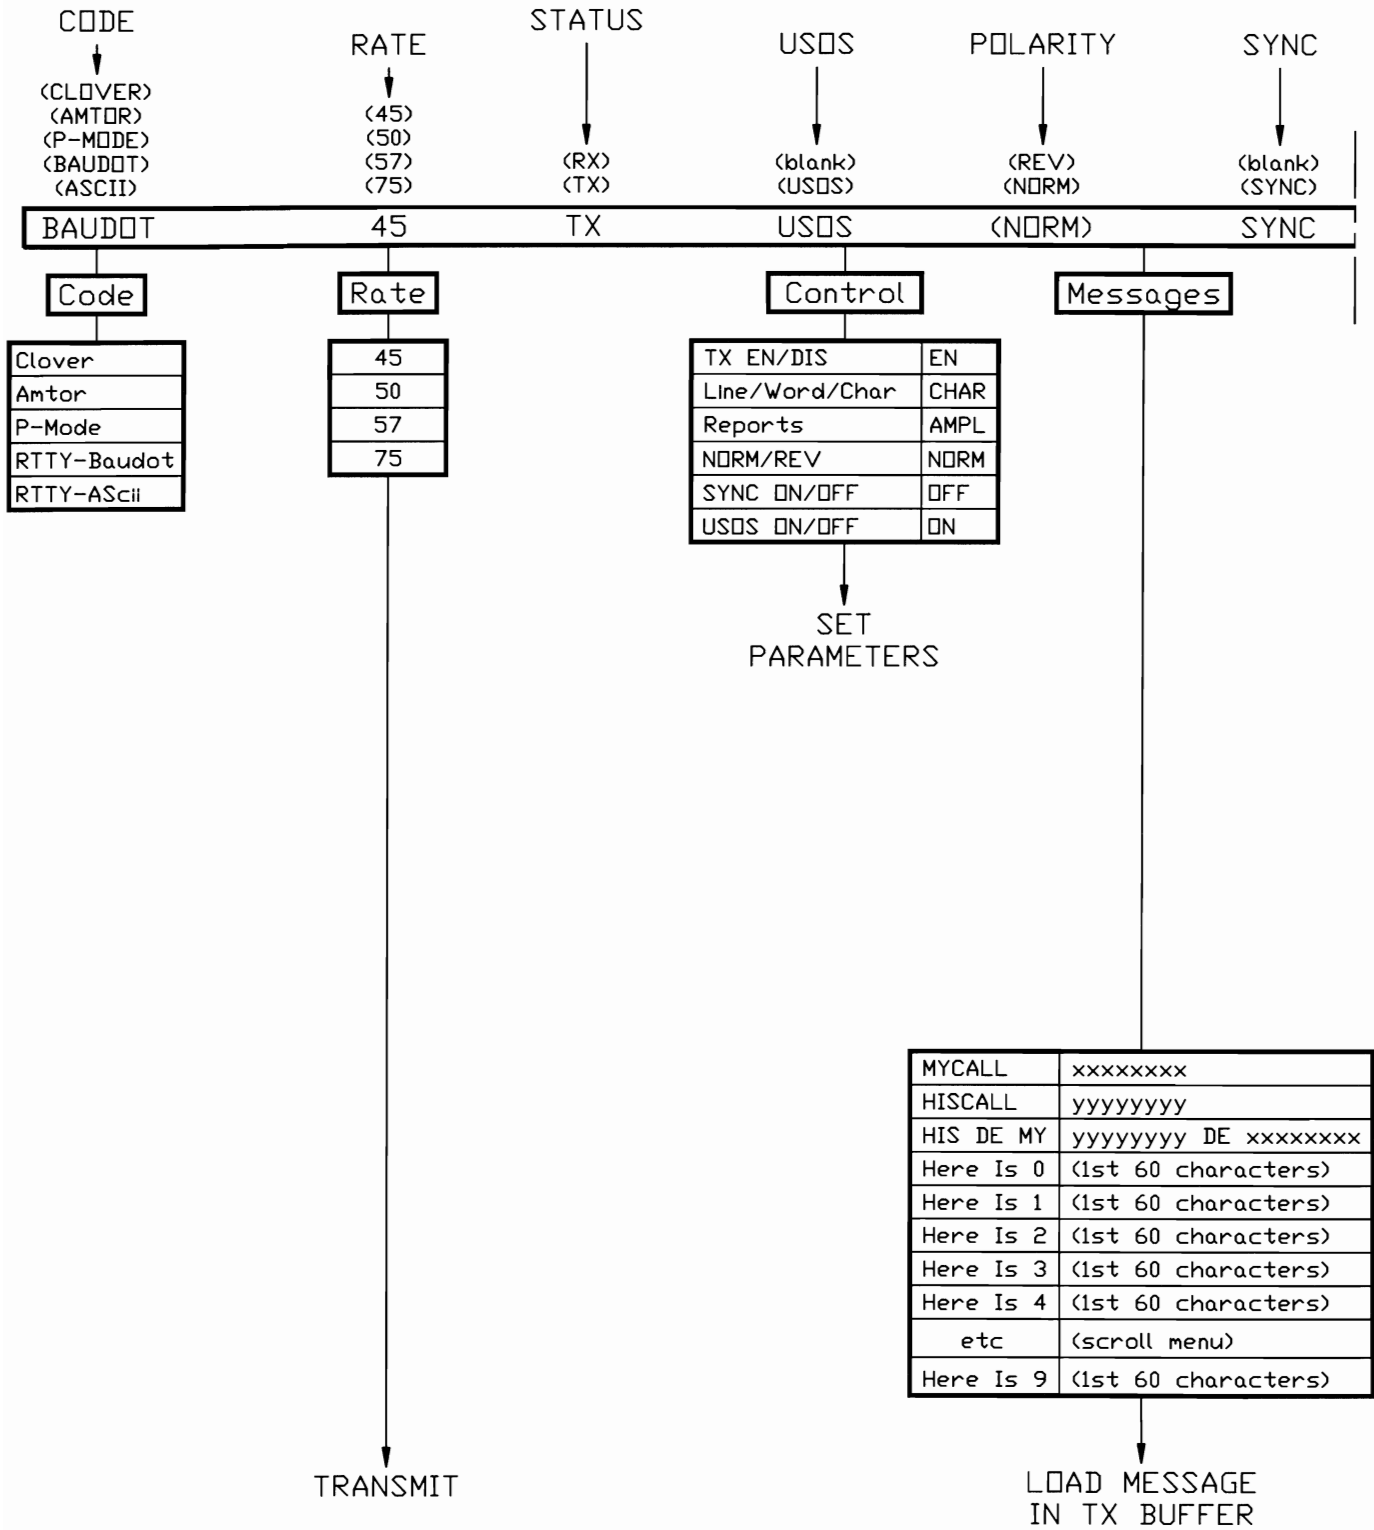 CODE
STATUS
RATE
USOS
POLARITY
SYNC
(CLOVER)
(AMTOR)
(P-MODE)
(BAUDOT)
(ASCII)
(45)
(50)
(57)
(75)
(RX)
(TX)
(blank)
(USOS)
(REV)
(NORM)
(blank)
(SYNC)
BAUDOT 45 TX USOS (NORM) SYNC
Code
Rate
Control
Messages
Clover
Amtor
P-Mode
RTTY-Baudot
RTTY-AScii
45
50
57
75
TX EN/DIS EN
Line/Word/Char CHAR
Reports AMPL
NORM/REV NORM
SYNC ON/OFF OFF
USOS ON/OFF ON
SET
PARAMETERS
MYCALL xxxxxxxx
HISCALL yyyyyyyy
HIS DE MY yyyyyyyy DE xxxxxxxx
Here Is 0 (1st 60 characters)
Here Is 1 (1st 60 characters)
Here Is 2 (1st 60 characters)
Here Is 3 (1st 60 characters)
Here Is 4 (1st 60 characters)
etc (scroll menu)
Here Is 9 (1st 60 characters)
TRANSMIT
LOAD MESSAGE
IN TX BUFFER